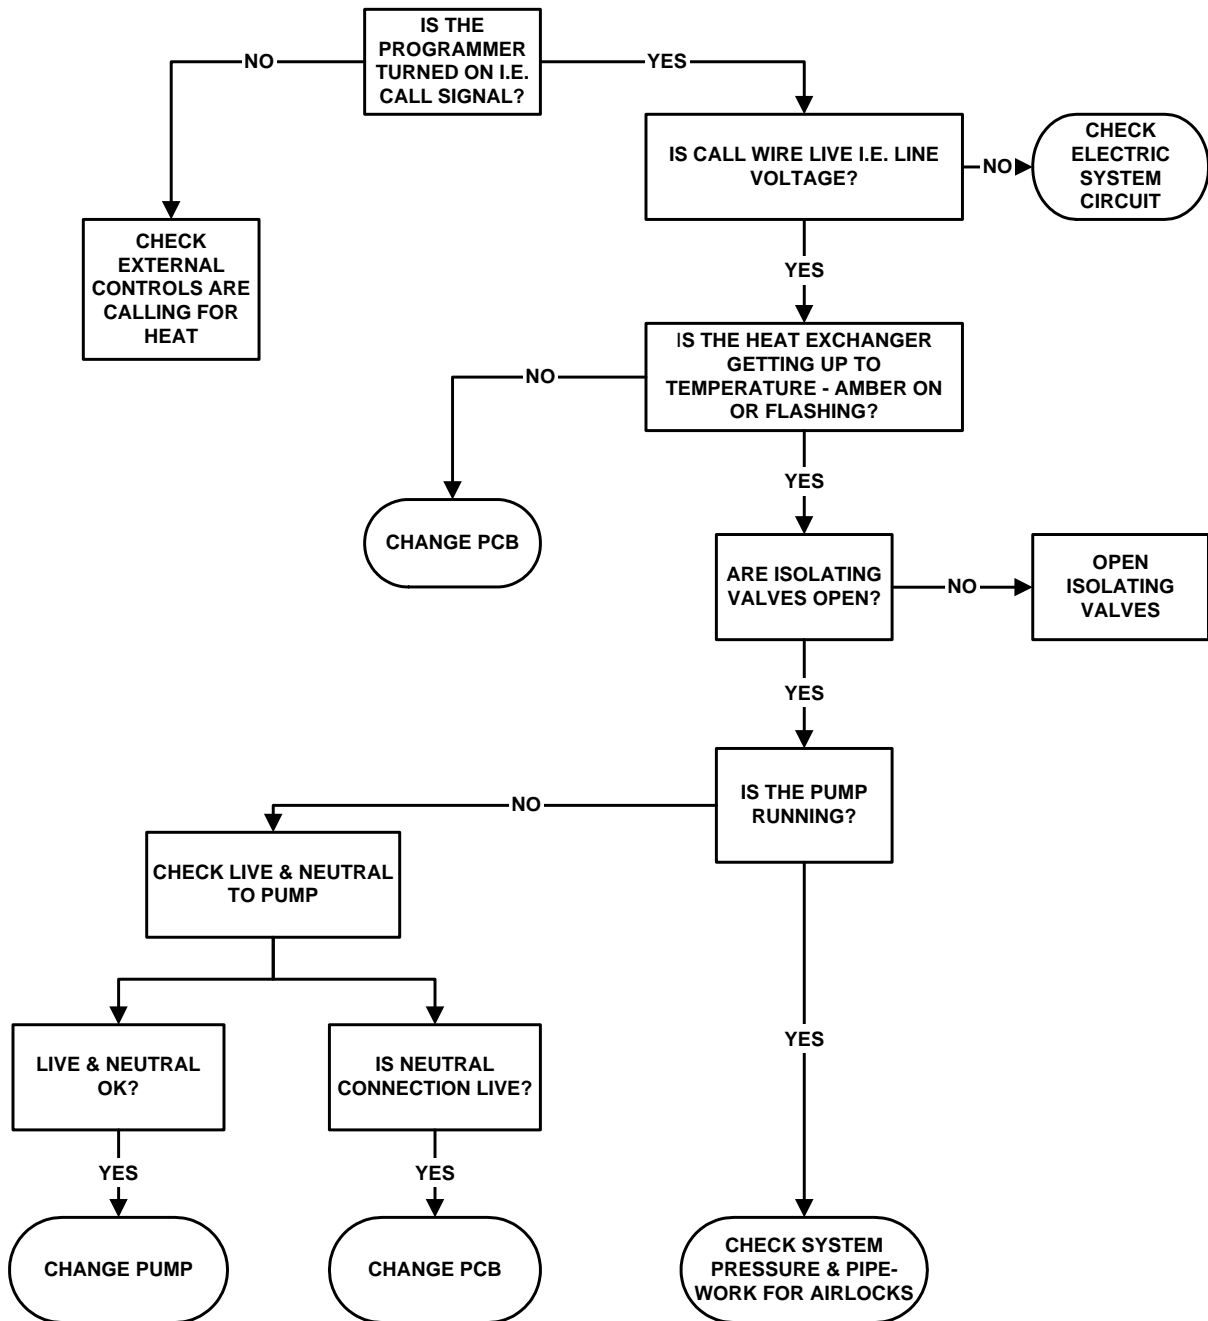 IS THE
PROGRAMMER
TURNED ON I.E.
CALL SIGNAL?
NO
YES
IS CALL WIRE LIVE I.E. LINE
VOLTAGE?
NO
CHECK
ELECTRIC
SYSTEM
CIRCUIT
CHECK
EXTERNAL
CONTROLS ARE
CALLING FOR
HEAT
YES
IS THE HEAT EXCHANGER
GETTING UP TO
TEMPERATURE - AMBER ON
OR FLASHING?
NO
CHANGE PCB
YES
ARE ISOLATING
VALVES OPEN?
NO
OPEN
ISOLATING
VALVES
YES
IS THE PUMP
RUNNING?
NO
CHECK LIVE & NEUTRAL
TO PUMP
LIVE & NEUTRAL
OK?
IS NEUTRAL
CONNECTION LIVE?
YES
YES
YES
CHANGE PUMP
CHANGE PCB
CHECK SYSTEM
PRESSURE & PIPE-
WORK FOR AIRLOCKS